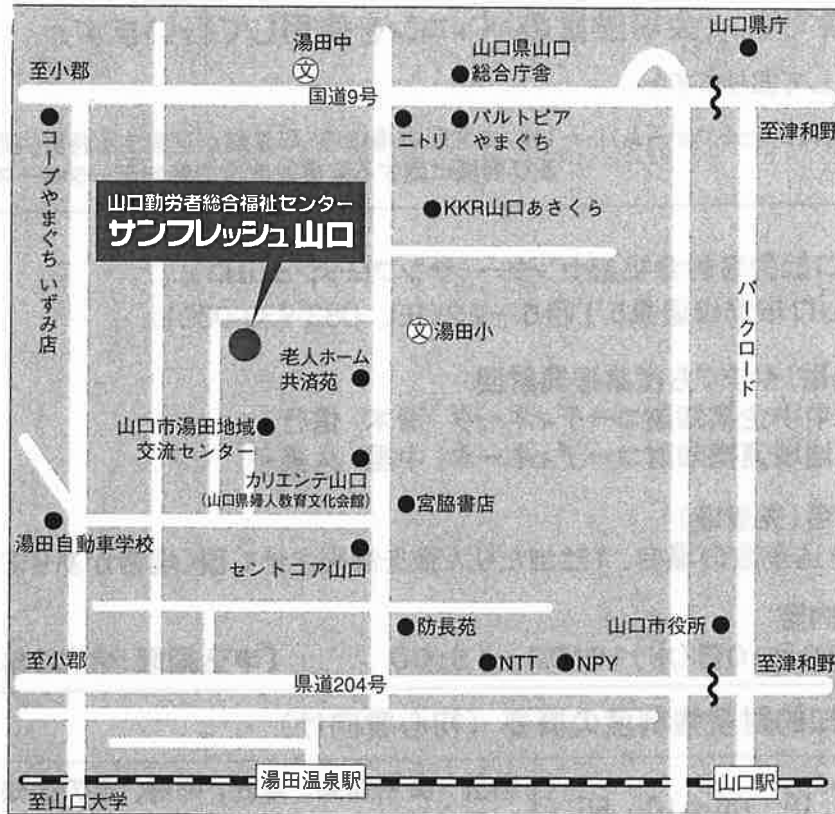 山口県庁
湯田中
山口県山口
総合庁舎
至小郡
文
国道9号
ニトリ
パルトピア
やまぐち
至津和野
コープやまぐち いずみ店
山口勤労者総合福祉センター
サンフレッシュ山口
KKR山口あさくら
パークロード
文湯田小
老人ホーム
共済苑
山口市湯田地域
交流センター
カリエンテ山口
(山口県婦人教育文化会館)
宮脇書店
湯田自動車学校
セントコア山口
防長苑
山口市役所
至小郡
NTT
NPY
至津和野
県道204号
湯田温泉駅
山口駅
至山口大学